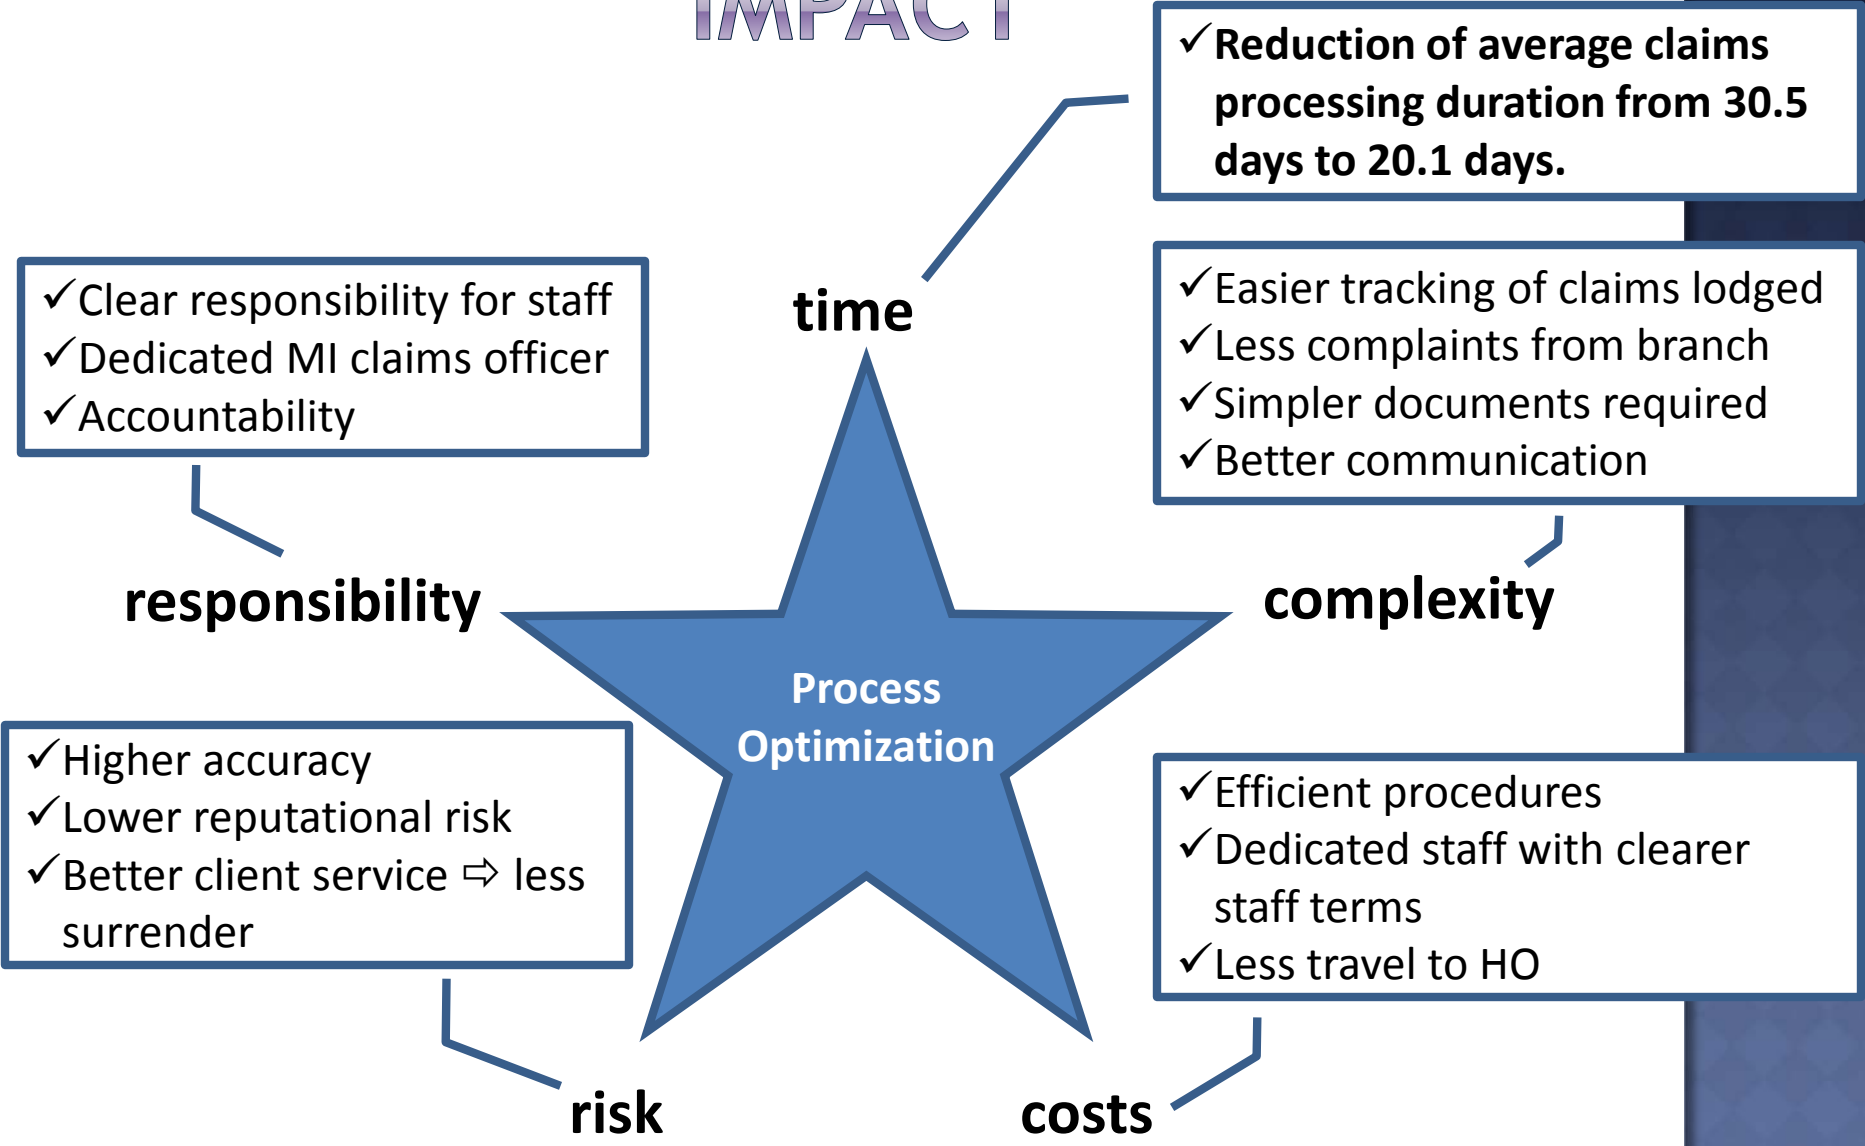 IMPACT
✓Reduction of average claims
processing duration from 30.5
days to 20.1 days.
time
✓Clear responsibility for staff
✓Dedicated MI claims officer
✓Accountability
responsibility
✓Easier tracking of claims lodged
✓Less complaints from branch
✓Simpler documents required
✓Better communication
complexity
Process
Optimization
✓Higher accuracy
✓Lower reputational risk
✓Better client service ⇨ less
surrender
risk
✓Efficient procedures
✓Dedicated staff with clearer
staff terms
✓Less travel to HO
costs